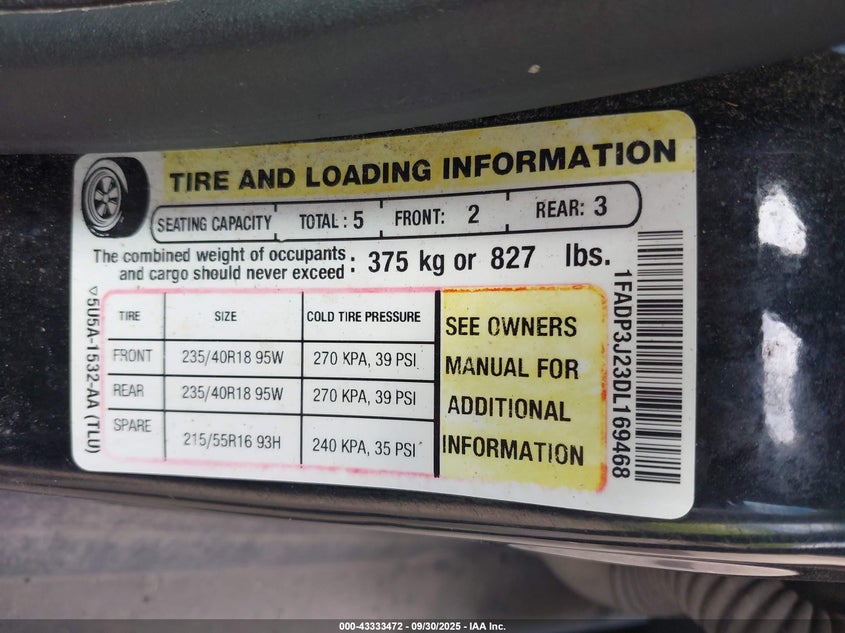 TIRE AND LOADING INFORMATION
SEATING CAPACITY TOTAL : 5 FRONT: 2 REAR: 3
The combined weight of occupants
and cargo should never exceed : 375 kg or 827 lbs.
TIRE SIZE COLD TIRE PRESSURE
FRONT 235/40R18 95W 270 KPA, 39 PSI
REAR 235/40R18 95W 270 KPA, 39 PSI
SPARE 215/55R16 93H 240 KPA, 35 PSI
SEE OWNERS
MANUAL FOR
ADDITIONAL
INFORMATION
▽5U5A-1532-AA (TLU)
1FADP3J23DL169468
000-43333472 - 09/30/2025 - IAA Inc.